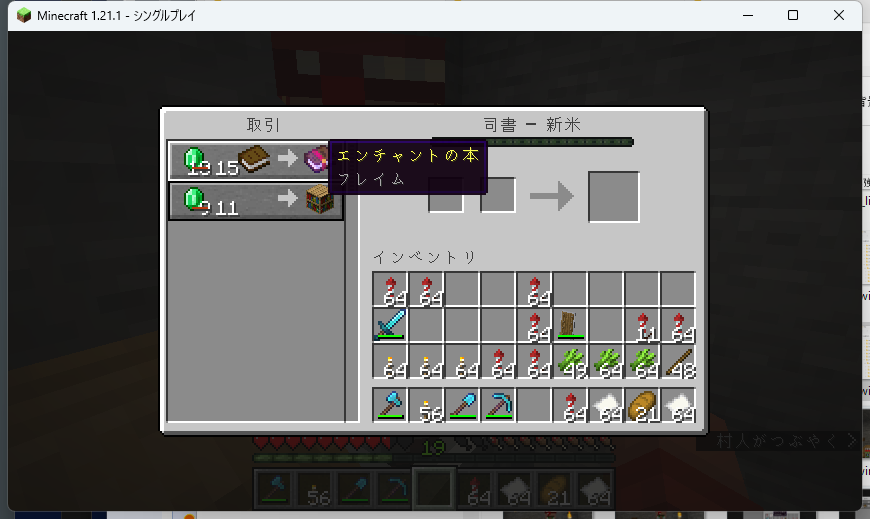 Minecraft 1.21.1 - シングルプレイ
取引
司書 - 新米
15
エンチャントの本
フレイム
11
インベントリ
64 64 64
64 11 64
64 64 64 64 64 49 64 64 48
56 64 64 21 64
19
村人がつぶやく >
56 64 64 21 64